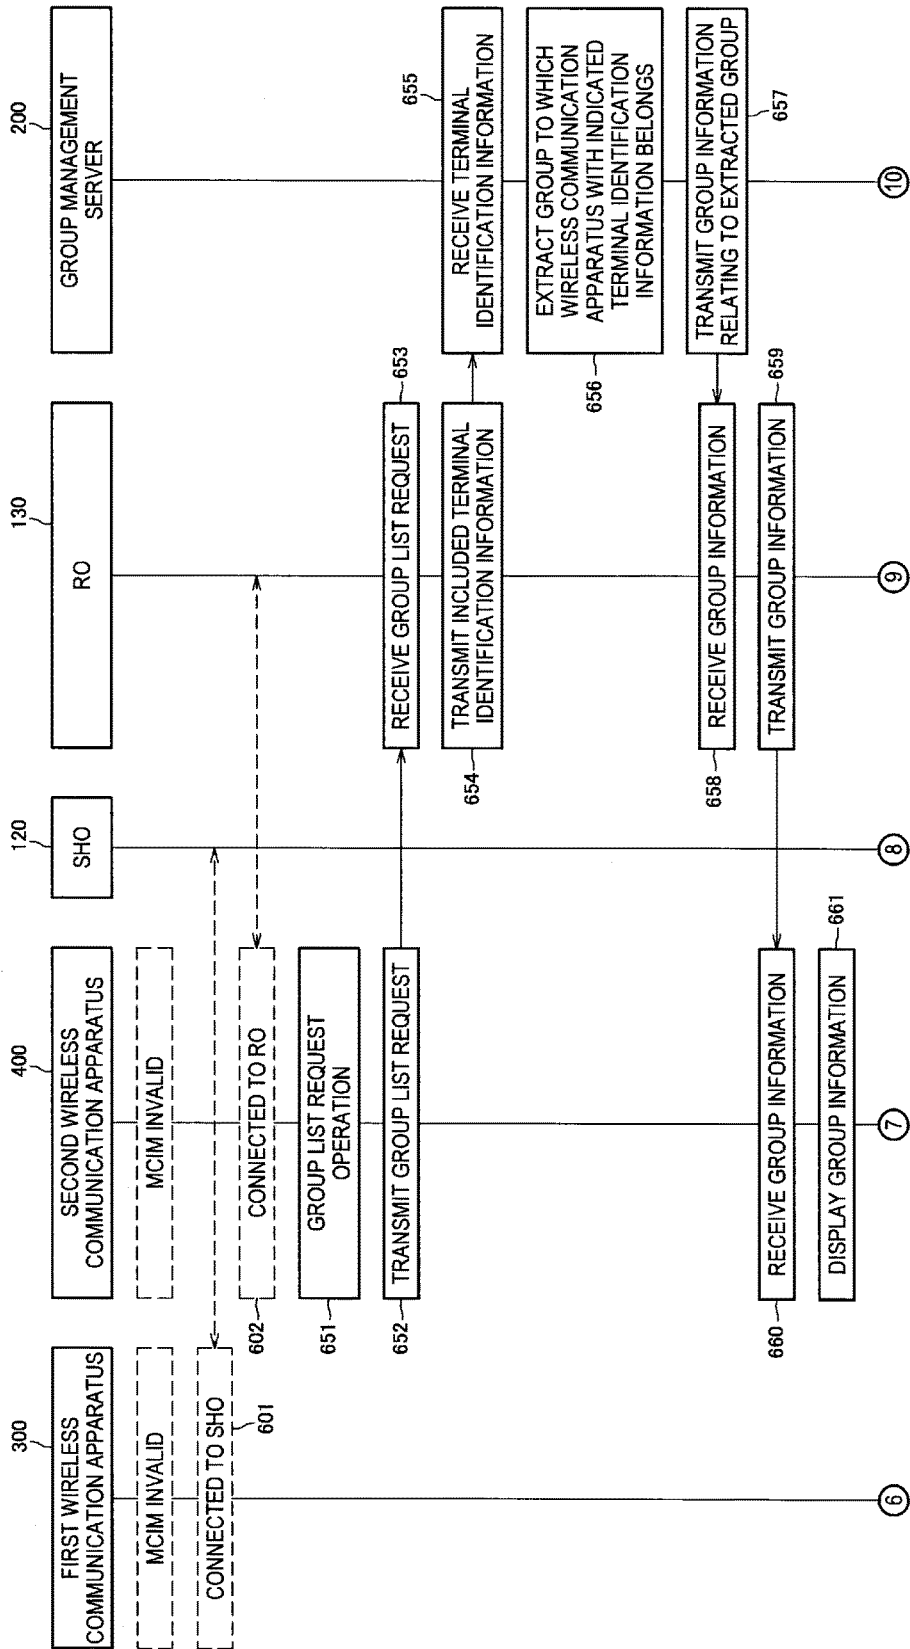 300
FIRST WIRELESS
COMMUNICATION APPARATUS
400
SECOND WIRELESS
COMMUNICATION APPARATUS
120
SHO
130
RO
200
GROUP MANAGEMENT
SERVER
MCIM INVALID
MCIM INVALID
CONNECTED TO SHO
601
CONNECTED TO RO
602
GROUP LIST REQUEST
OPERATION
651
TRANSMIT GROUP LIST REQUEST
652
RECEIVE GROUP LIST REQUEST
653
TRANSMIT INCLUDED TERMINAL
IDENTIFICATION INFORMATION
654
RECEIVE TERMINAL
IDENTIFICATION INFORMATION
655
EXTRACT GROUP TO WHICH
WIRELESS COMMUNICATION
APPARATUS WITH INDICATED
TERMINAL IDENTIFICATION
INFORMATION BELONGS
656
TRANSMIT GROUP INFORMATION
RELATING TO EXTRACTED GROUP
657
RECEIVE GROUP INFORMATION
658
TRANSMIT GROUP INFORMATION
659
RECEIVE GROUP INFORMATION
660
DISPLAY GROUP INFORMATION
661
6
7
8
9
10